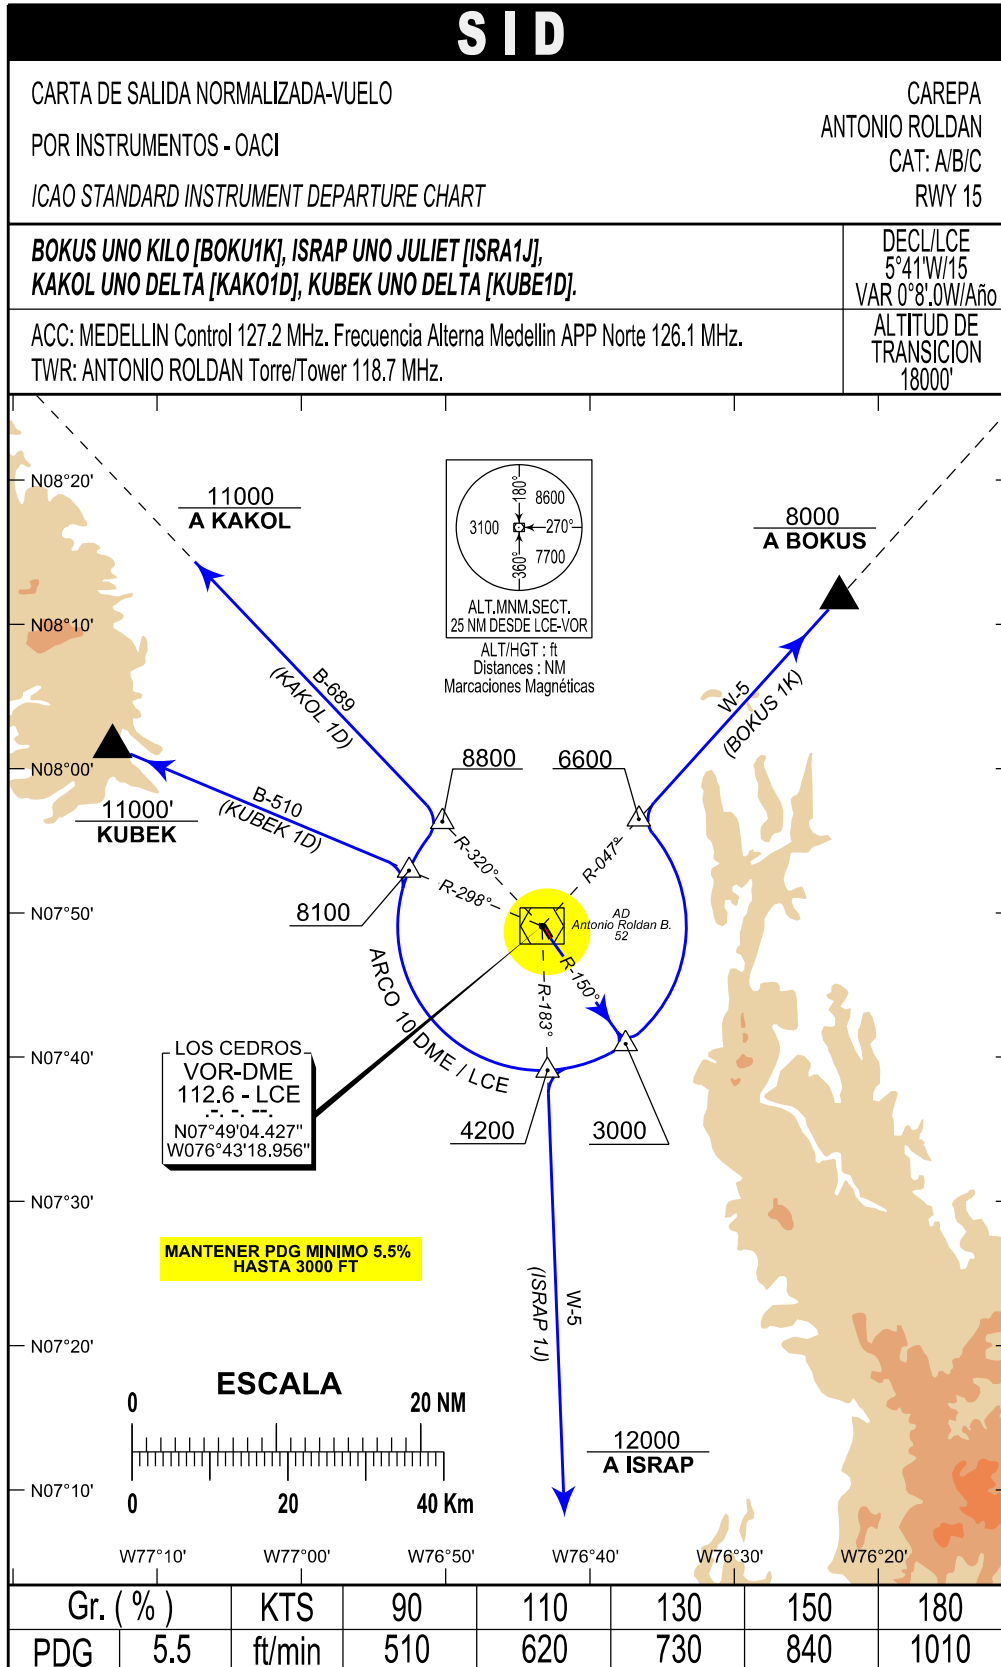 SID
CARTA DE SALIDA NORMALIZADA-VUELO
POR INSTRUMENTOS - OACI
ICAO STANDARD INSTRUMENT DEPARTURE CHART
CAREPA
ANTONIO ROLDAN
CAT: A/B/C
RWY 15
BOKUS UNO KILO [BOKU1K], ISRAP UNO JULIET [ISRA1J],
KAKOL UNO DELTA [KAKO1D], KUBEK UNO DELTA [KUBE1D].
DECL/LCE
5°41'W/15
VAR 0°8'.0W/Año
ACC: MEDELLIN Control 127.2 MHz. Frecuencia Alterna Medellin APP Norte 126.1 MHz.
TWR: ANTONIO ROLDAN Torre/Tower 118.7 MHz.
ALTITUD DE
TRANSICION
18000'
N08°20'
11000
A KAKOL
180°
8600
3100
270°
360°
7700
ALT.MNM.SECT.
25 NM DESDE LCE-VOR
ALT/HGT : ft
Distances : NM
Marcaciones Magnéticas
8000
A BOKUS
N08°10'
B-689
(KAKOL 1D)
W-5
(BOKUS 1K)
N08°00'
8800
6600
11000'
KUBEK
B-510
(KUBEK 1D)
R-320°
R-047°
R-298°
8100
N07°50'
AD
Antonio Roldan B.
52
R-150°
R-183°
ARCO 10 DME / LCE
N07°40'
LOS CEDROS
VOR-DME
112.6 - LCE
.-.. -.-. .
N07°49'04.427"
W076°43'18.956"
4200
3000
N07°30'
MANTENER PDG MINIMO 5.5%
HASTA 3000 FT
W-5
(ISRAP 1J)
N07°20'
ESCALA
0
20 NM
0
20
40 Km
12000
A ISRAP
N07°10'
W77°10'
W77°00'
W76°50'
W76°40'
W76°30'
W76°20'
Gr. ( % )
KTS
90
110
130
150
180
PDG
5.5
ft/min
510
620
730
840
1010